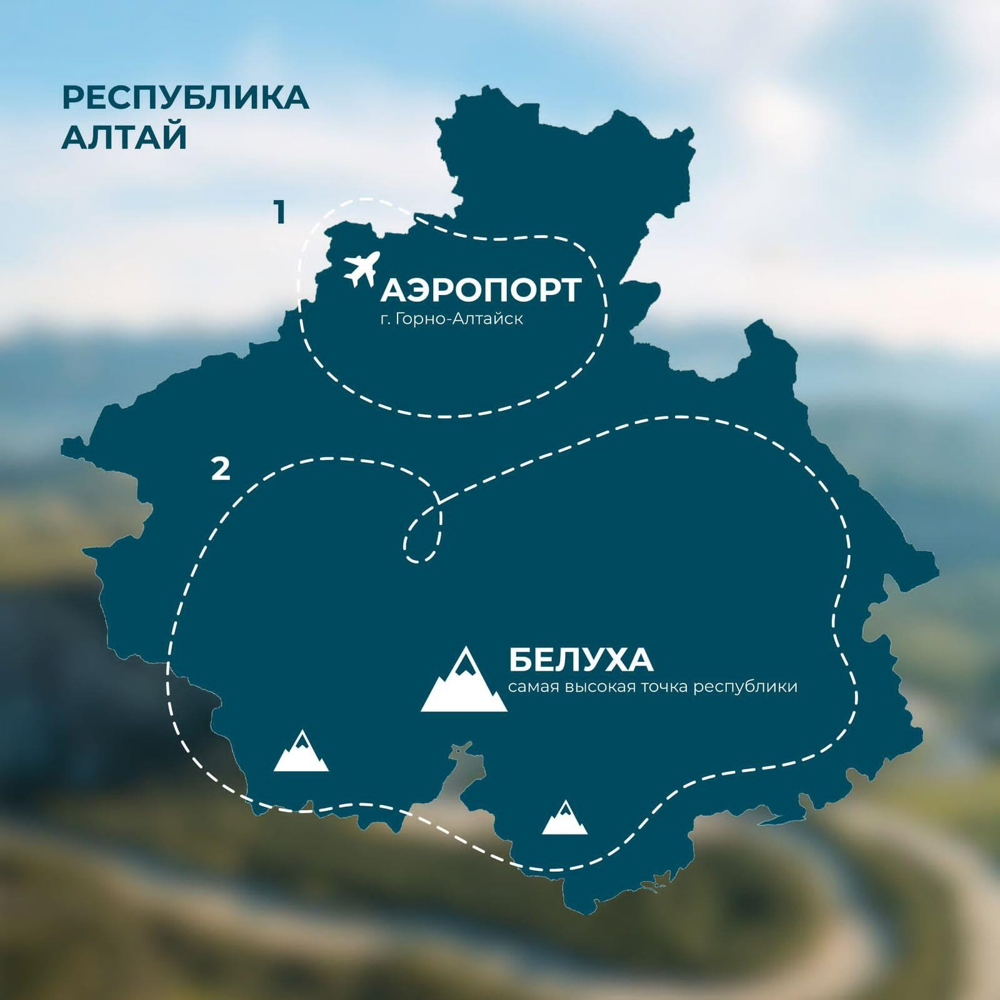 РЕСПУБЛИКА
АЛТАЙ
1
АЭРОПОРТ
г. Горно-Алтайск
2
БЕЛУХА
самая высокая точка республики